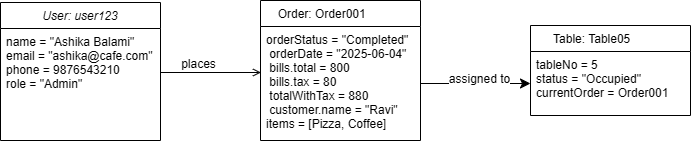 User: user123
name = "Ashika Balami"
email = "ashika@cafe.com"
phone = 9876543210
role = "Admin"
places
Order: Order001
orderStatus = "Completed"
orderDate = "2025-06-04"
bills.total = 800
bills.tax = 80
totalWithTax = 880
customer.name = "Ravi"
items = [Pizza, Coffee]
assigned to
Table: Table05
tableNo = 5
status = "Occupied"
currentOrder = Order001